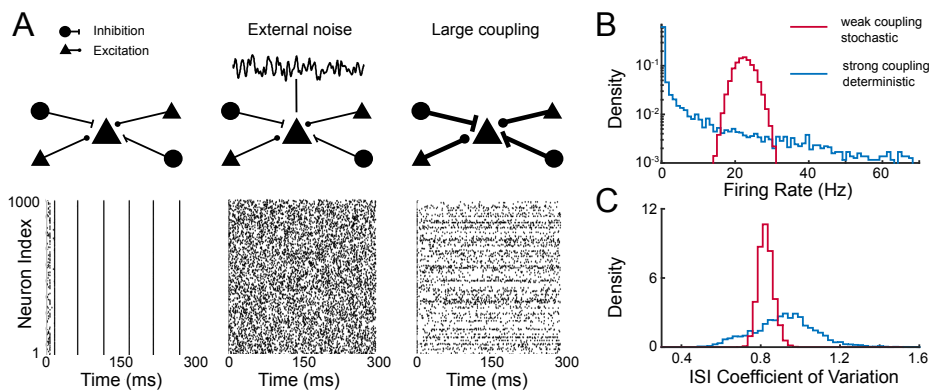 A
Inhibition
Excitation
External noise
Large coupling
1000
Neuron Index
1
0 150 300
Time (ms)
0 150 300
Time (ms)
0 150 300
Time (ms)
B
weak coupling
stochastic
strong coupling
deterministic
Density
10-1
10-2
10-3
0 20 40 60
Firing Rate (Hz)
C
Density
12
6
0
0.4 0.8 1.2 1.6
ISI Coefficient of Variation